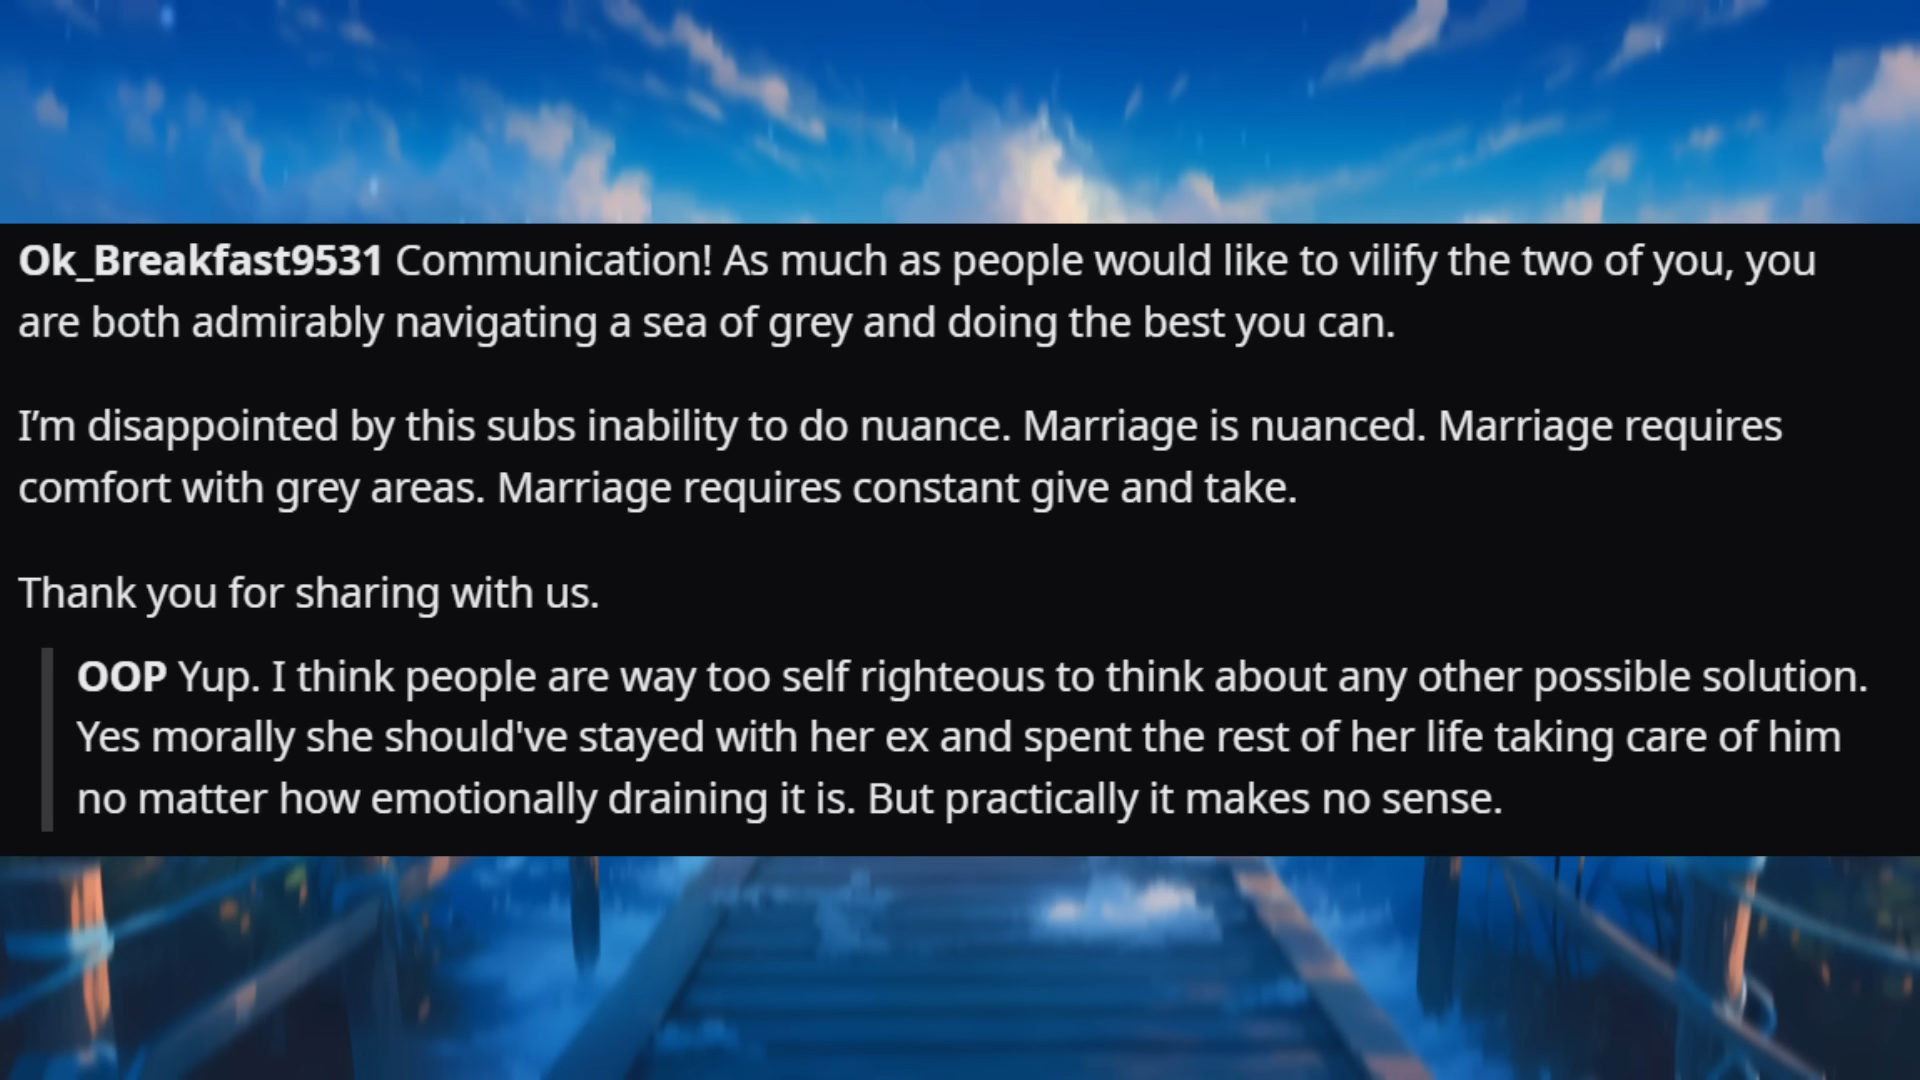 Ok_Breakfast9531 Communication! As much as people would like to vilify the two of you, you
are both admirably navigating a sea of grey and doing the best you can.
I’m disappointed by this subs inability to do nuance. Marriage is nuanced. Marriage requires
comfort with grey areas. Marriage requires constant give and take.
Thank you for sharing with us.
OOP Yup. I think people are way too self righteous to think about any other possible solution.
Yes morally she should've stayed with her ex and spent the rest of her life taking care of him
no matter how emotionally draining it is. But practically it makes no sense.